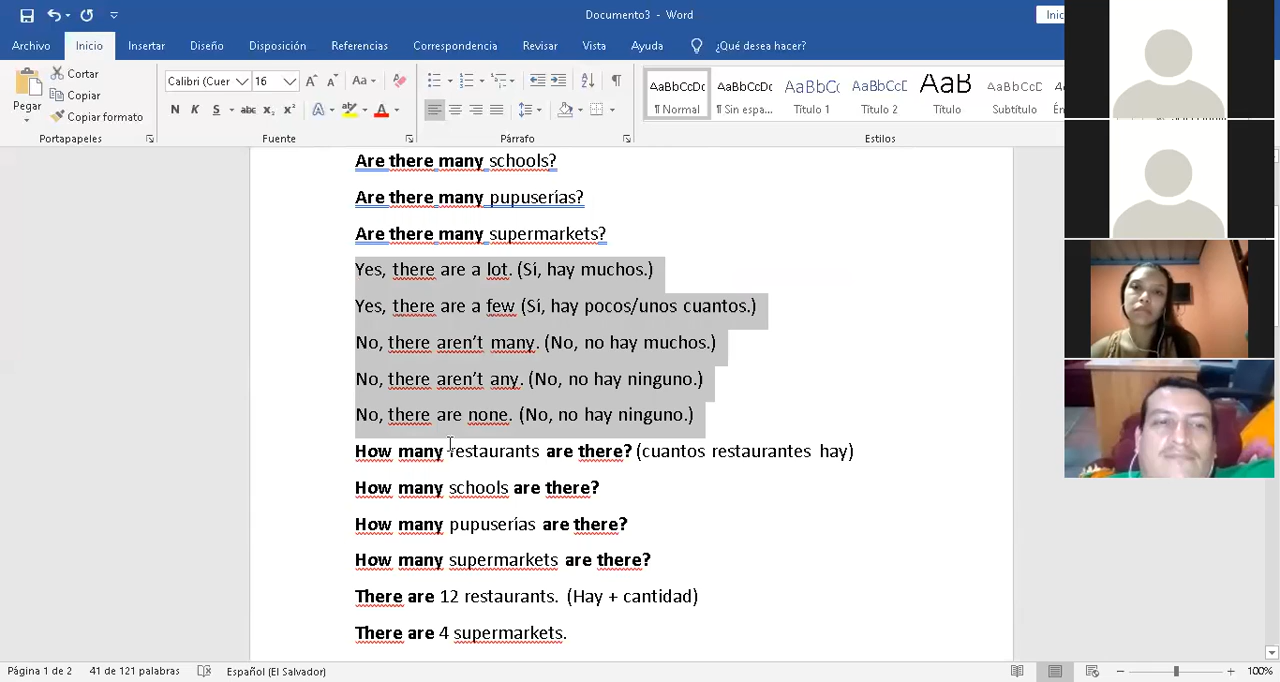 Documento3 - Word
Inic
Archivo Inicio Insertar Diseño Disposición Referencias Correspondencia Revisar Vista Ayuda ¿Qué desea hacer?
Pegar
Cortar
Copiar
Copiar formato
Calibri (Cuer 16
N K S abc x₂ x²
AaBbCcDc AaBbCcDc AaBbCcD AaBbCcD AaB AaBbCcD
¶ Normal ¶ Sin espa... Título 1 Título 2 Título Subtítulo
Portapapeles Fuente Párrafo Estilos
Are there many schools?
Are there many pupuserías?
Are there many supermarkets?
Yes, there are a lot. (Sí, hay muchos.)
Yes, there are a few (Sí, hay pocos/unos cuantos.)
No, there aren’t many. (No, no hay muchos.)
No, there aren’t any. (No, no hay ninguno.)
No, there are none. (No, no hay ninguno.)
How many restaurants are there? (cuantos restaurantes hay)
How many schools are there?
How many pupuserías are there?
How many supermarkets are there?
There are 12 restaurants. (Hay + cantidad)
There are 4 supermarkets.
Página 1 de 2 41 de 121 palabras Español (El Salvador) 100%